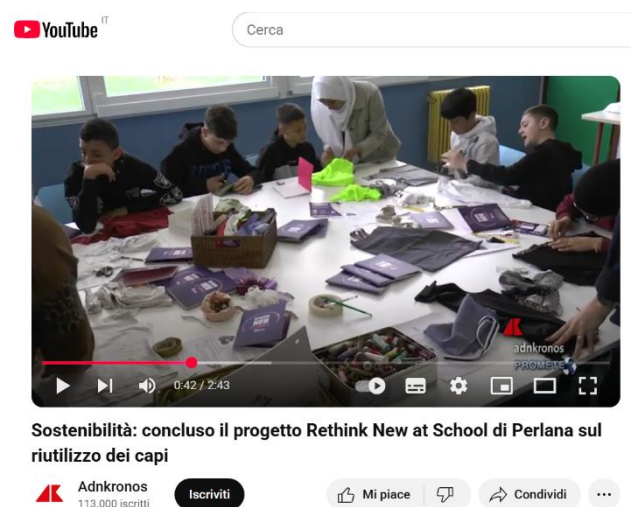 YouTube IT
Cerca
adnkronos
PROMETEO
0:42 / 2:43
Sostenibilità: concluso il progetto Rethink New at School di Perlana sul
riutilizzo dei capi
Adnkronos
113.000 iscritti
Iscriviti
Mi piace
Condividi